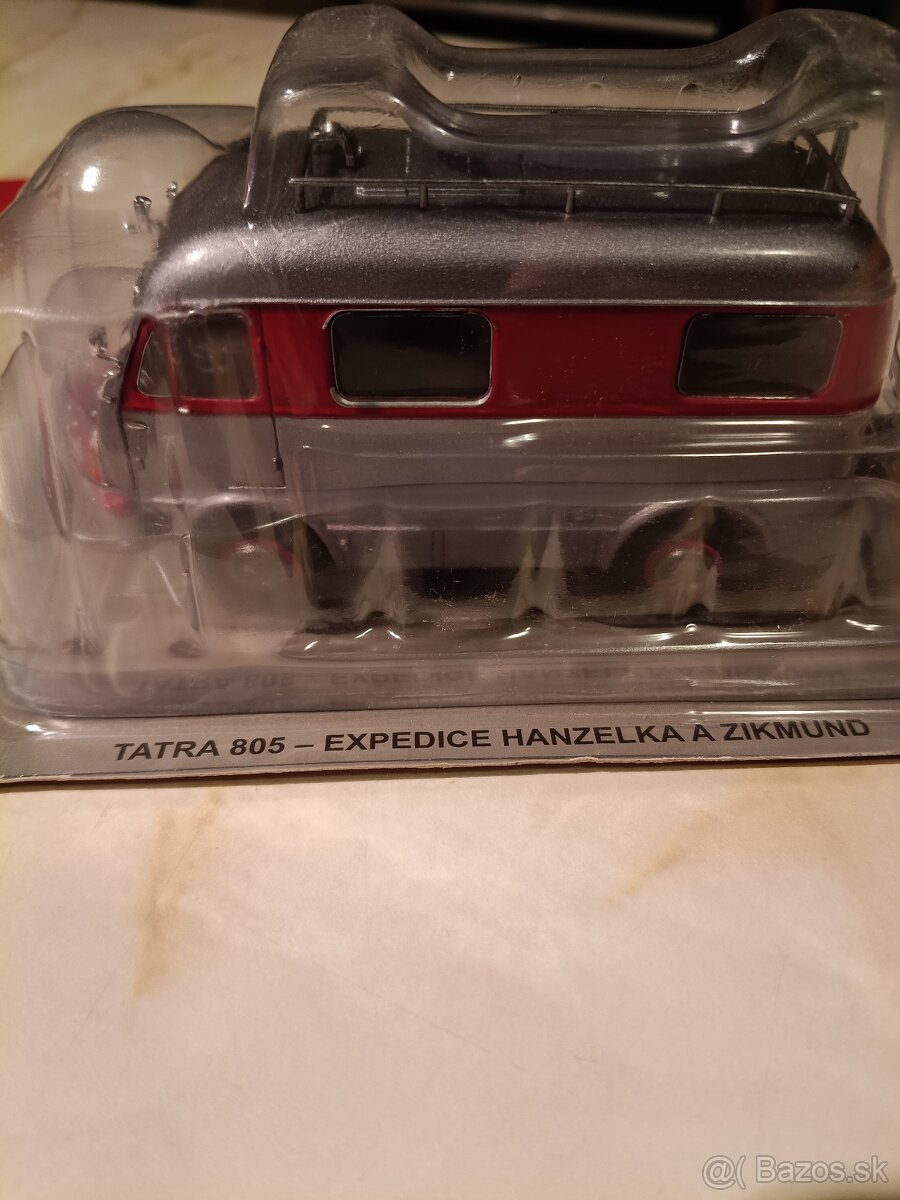 TATRA 805 – EXPEDICE HANZELKA A ZIKMUND
@( Bazos.sk